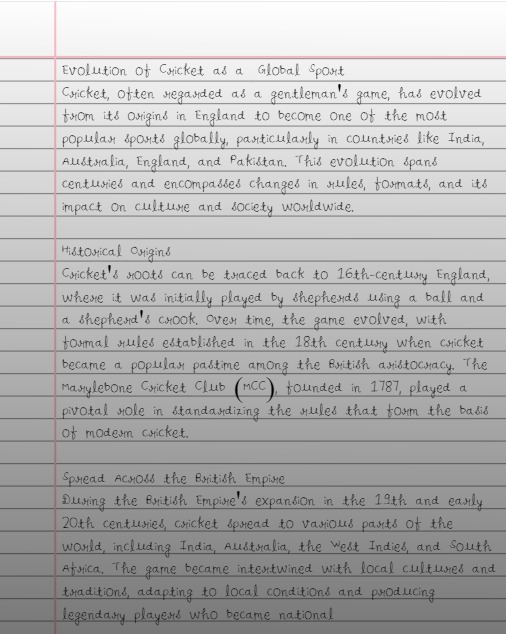 Evolution of Cricket as a Global Sport
Cricket, often regarded as a gentleman's game, has evolved
from its origins in England to become one of the most
popular sports globally, particularly in countries like India,
Australia, England, and Pakistan. This evolution spans
centuries and encompasses changes in rules, formats, and its
impact on culture and society worldwide.
Historical Origins
Cricket's roots can be traced back to 16th-century England,
where it was initially played by shepherds using a ball and
a shepherd's crook. Over time, the game evolved, with
formal rules established in the 18th century when cricket
became a popular pastime among the British aristocracy. The
Marylebone Cricket Club (MCC), founded in 1787, played a
pivotal role in standardizing the rules that form the basis
of modern cricket.
Spread Across the British Empire
During the British Empire's expansion in the 19th and early
20th centuries, cricket spread to various parts of the
world, including India, Australia, the West Indies, and South
Africa. The game became intertwined with local cultures and
traditions, adapting to local conditions and producing
legendary players who became national